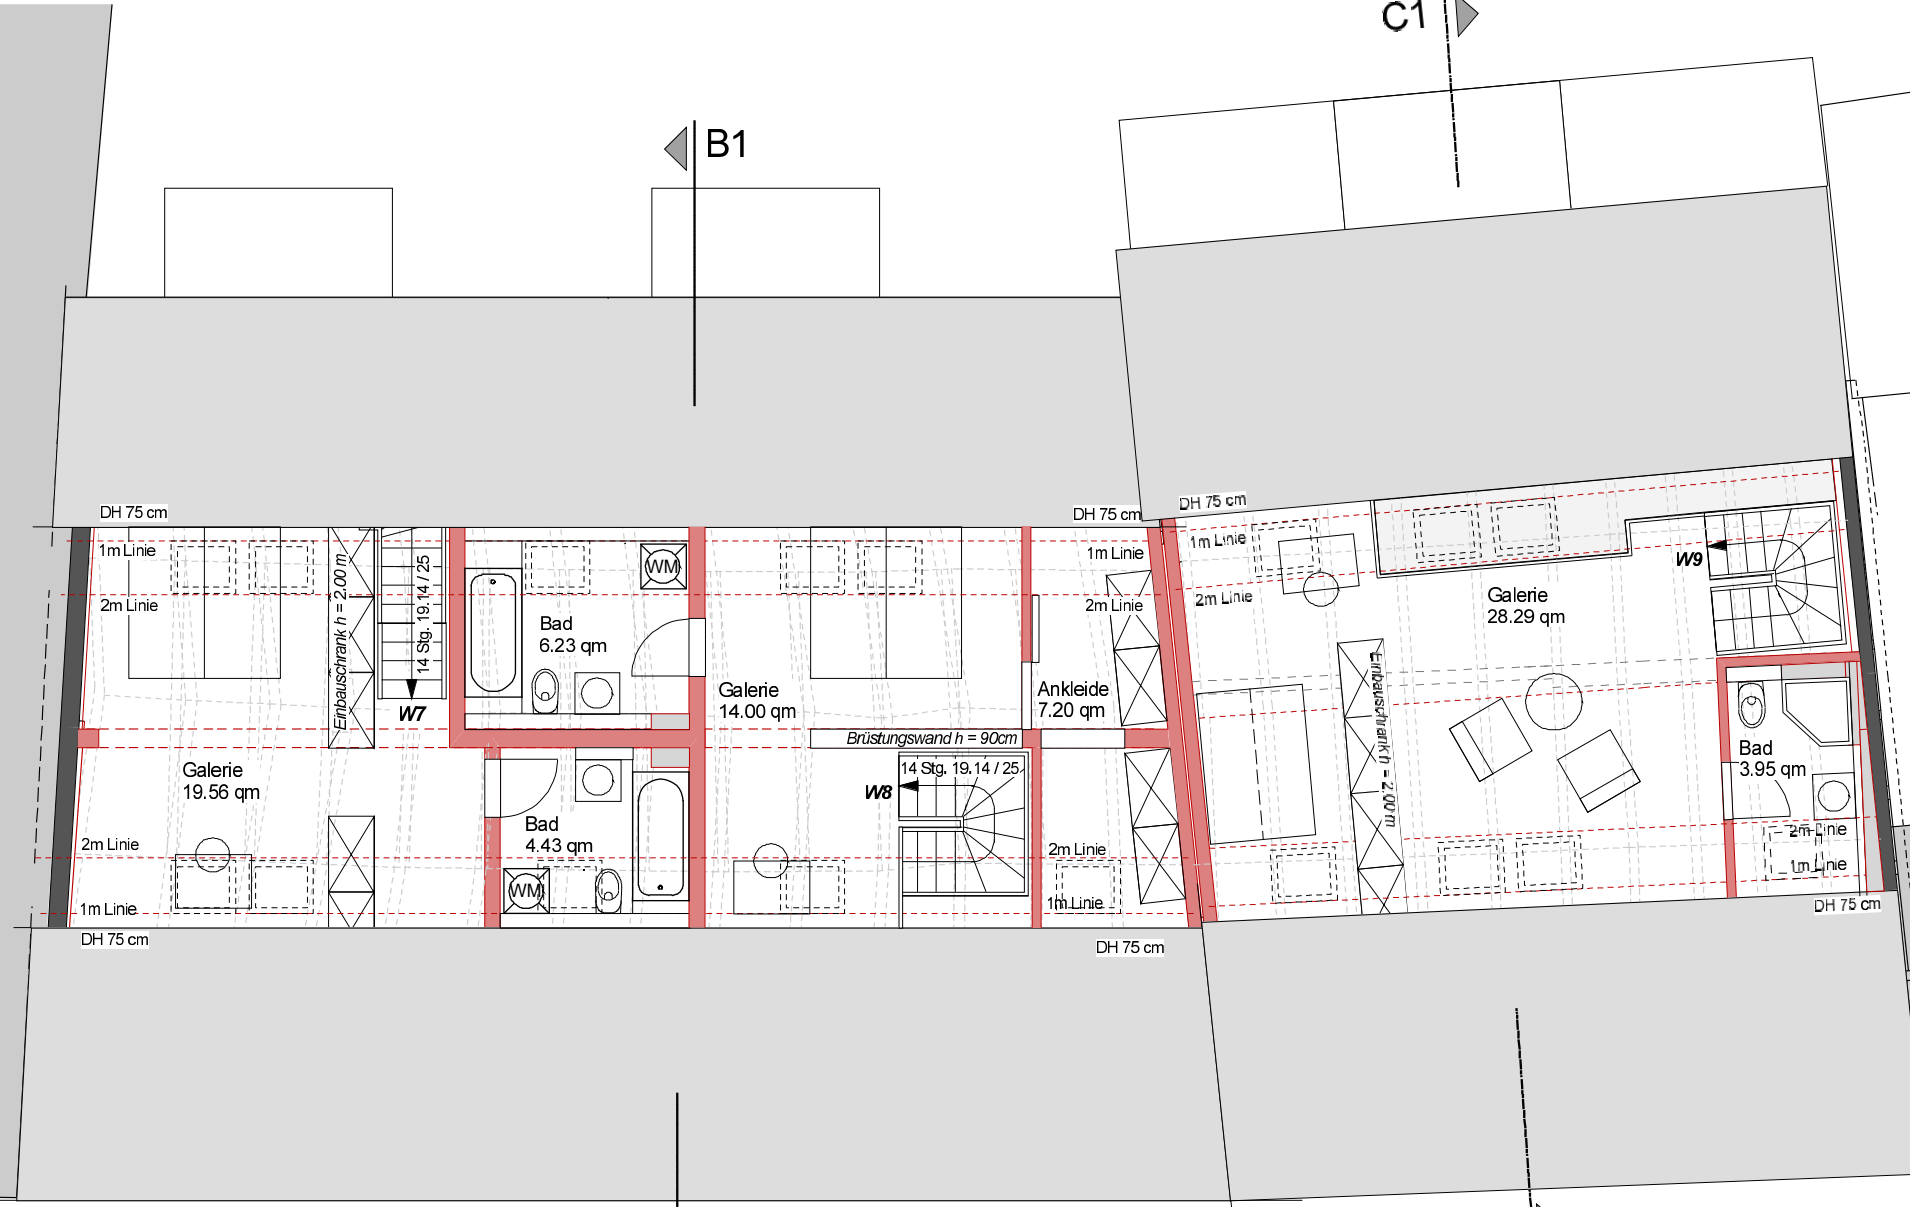 C1
B1
DH 75 cm
1m Linie
2m Linie
Einbauschrank h = 2.00 m
14 Stg. 19.14 / 25
W7
Bad
6.23 qm
WM
Galerie
14.00 qm
DH 75 cm
1m Linie
2m Linie
Ankleide
7.20 qm
Brüstungswand h = 90cm
DH 75 cm
1m Linie
2m Linie
Galerie
28.29 qm
W9
Einbauschrank h = 2.00 m
Bad
3.95 qm
2m Linie
1m Linie
DH 75 cm
Galerie
19.56 qm
2m Linie
1m Linie
DH 75 cm
Bad
4.43 qm
WM
14 Stg. 19.14 / 25
W8
2m Linie
1m Linie
DH 75 cm